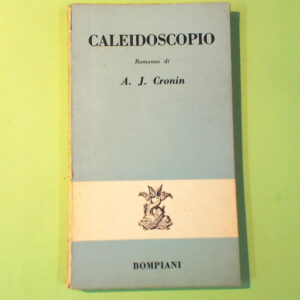 CALEIDOSCOPIO
Romanzo di
A. J. Cronin
BOMPIANI